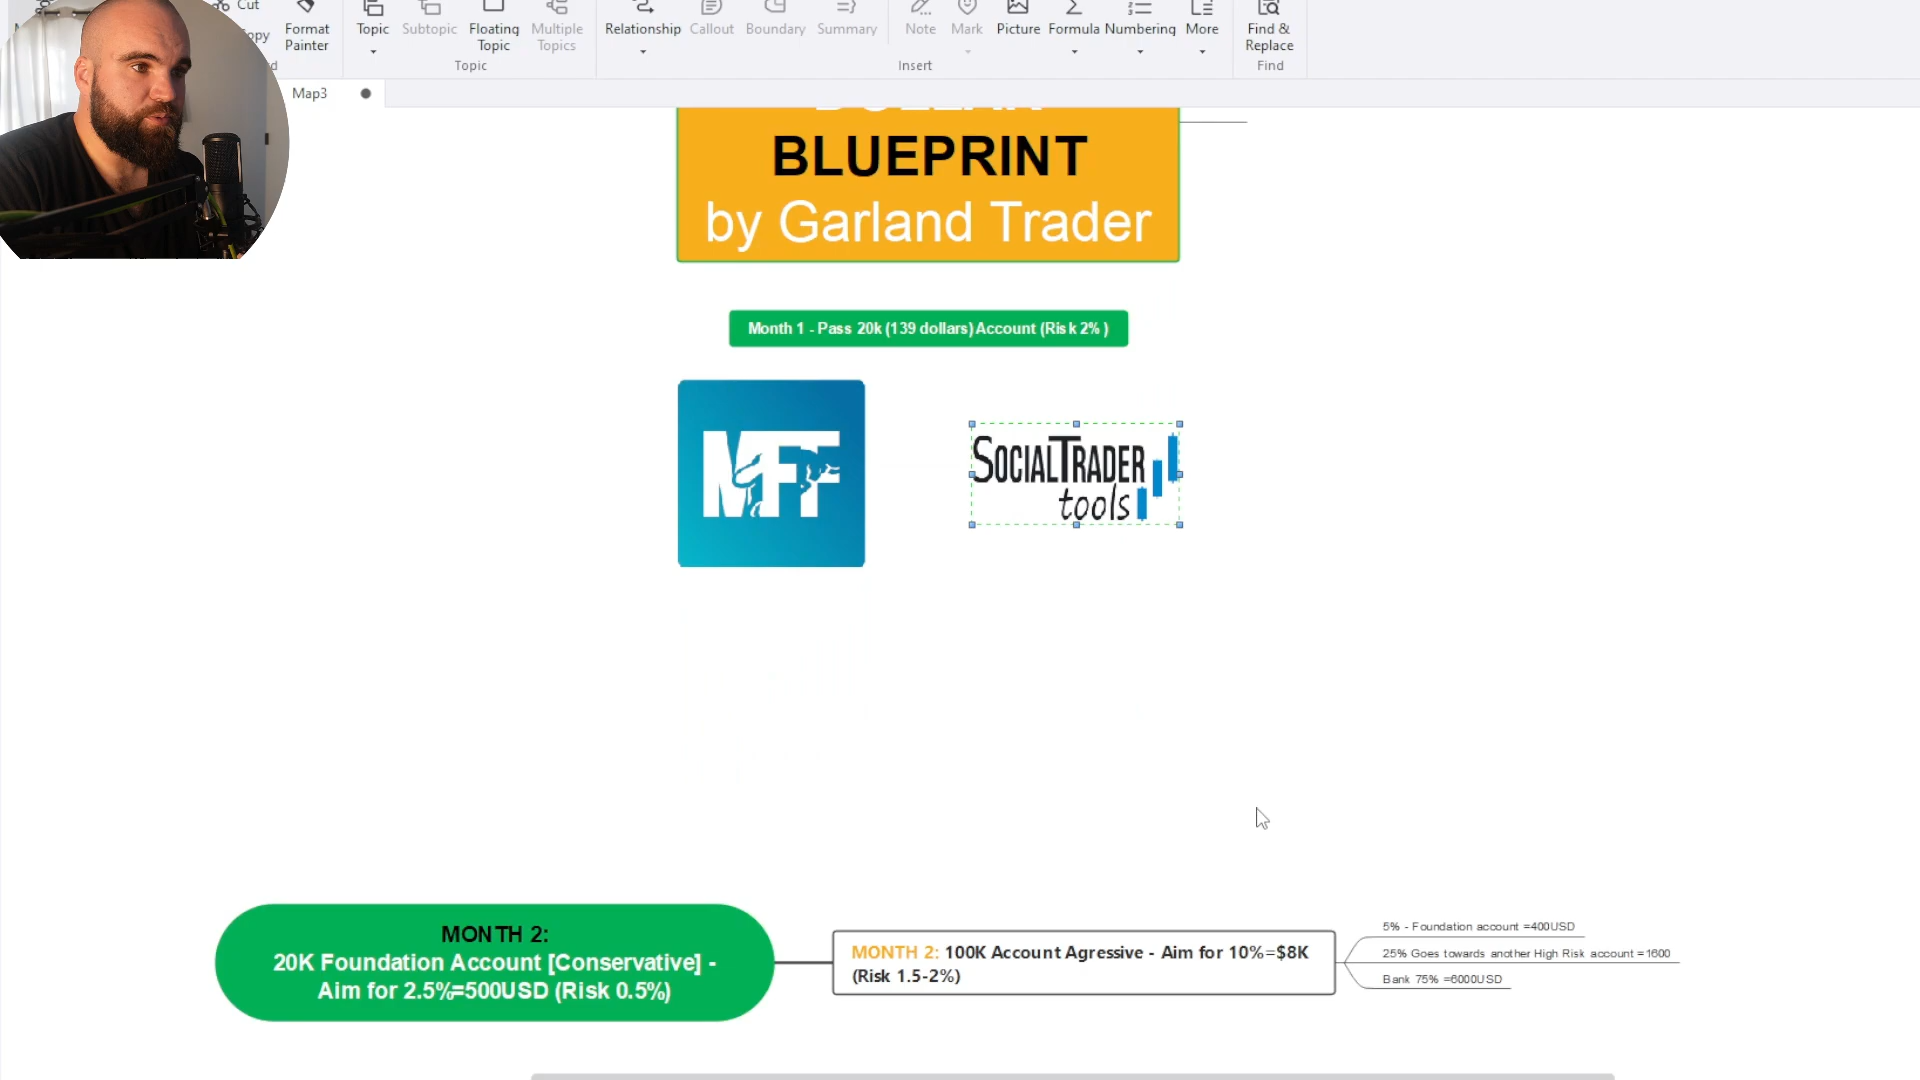 Cut
opy
Format
Painter
Topic
Subtopic
Floating
Topic
Multiple
Topics
Relationship
Callout
Boundary
Summary
Note
Mark
Picture
Formula
Numbering
More
Find &
Replace
Topic
Insert
Find
Map3
BLUEPRINT
by Garland Trader
Month 1 - Pass 20k (139 dollars) Account (Risk 2% )
MFF
SOCIALTRADER
tools
MONTH 2:
20K Foundation Account [Conservative] -
Aim for 2.5%=500USD (Risk 0.5%)
MONTH 2: 100K Account Agressive - Aim for 10%=$8K
(Risk 1.5-2%)
5% - Foundation account =400USD
25% Goes towards another High Risk account =1600
Bank 75% =6000USD